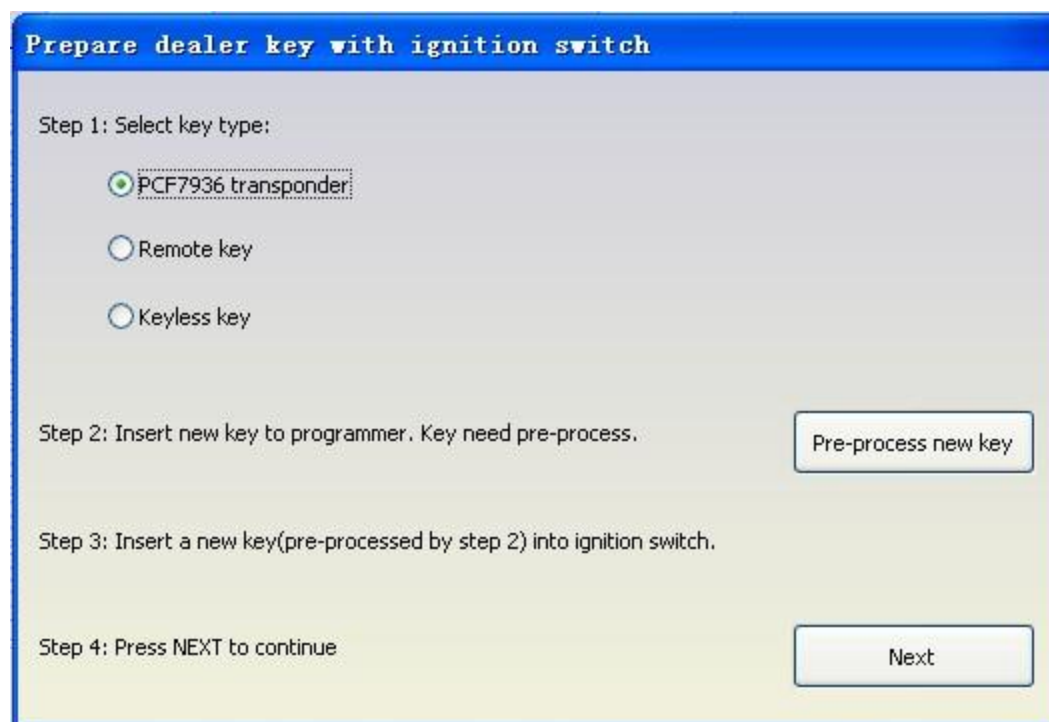 Prepare dealer key with ignition switch
Step 1: Select key type:
PCF7936 transponder
Remote key
Keyless key
Step 2: Insert new key to programmer. Key need pre-process.
Pre-process new key
Step 3: Insert a new key(pre-processed by step 2) into ignition switch.
Step 4: Press NEXT to continue
Next